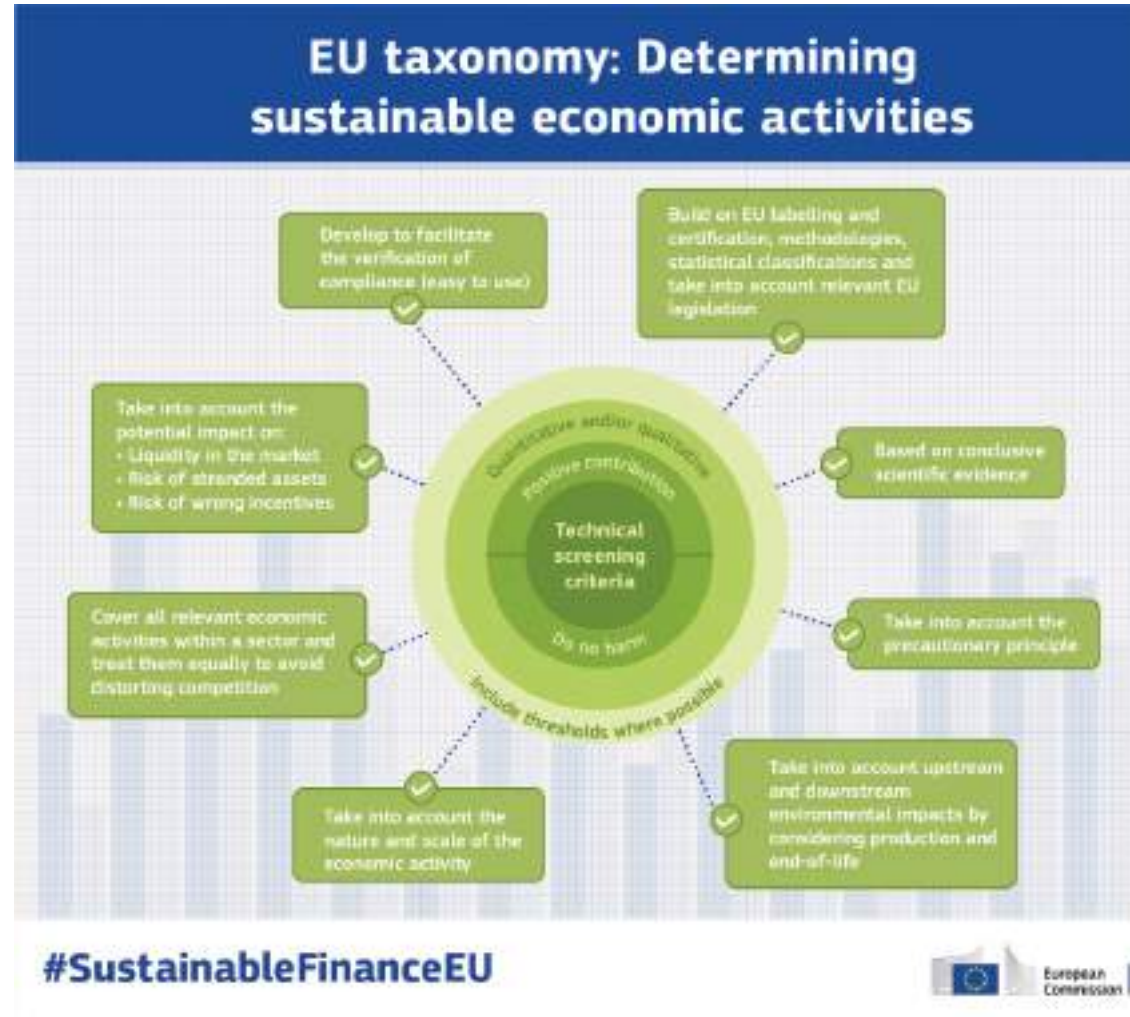 EU taxonomy: Determining
sustainable economic activities
Develop to facilitate
the verification of
compliance (easy to use)
Build on EU labelling and
certification, methodologies,
statistical classifications and
take into account relevant EU
legislation
Take into account the
potential impact on:
• Liquidity in the market
• Risk of stranded assets
• Risk of wrong incentives
Based on conclusive
scientific evidence
Quantitative and/or qualitative
Positive contribution
Technical
screening
criteria
Do no harm
Include thresholds where possible
Cover all relevant economic
activities within a sector and
treat them equally to avoid
distorting competition
Take into account the
precautionary principle
Take into account the
nature and scale of the
economic activity
Take into account upstream
and downstream
environmental impacts by
considering production and
end-of-life
#SustainableFinanceEU
European
Commission